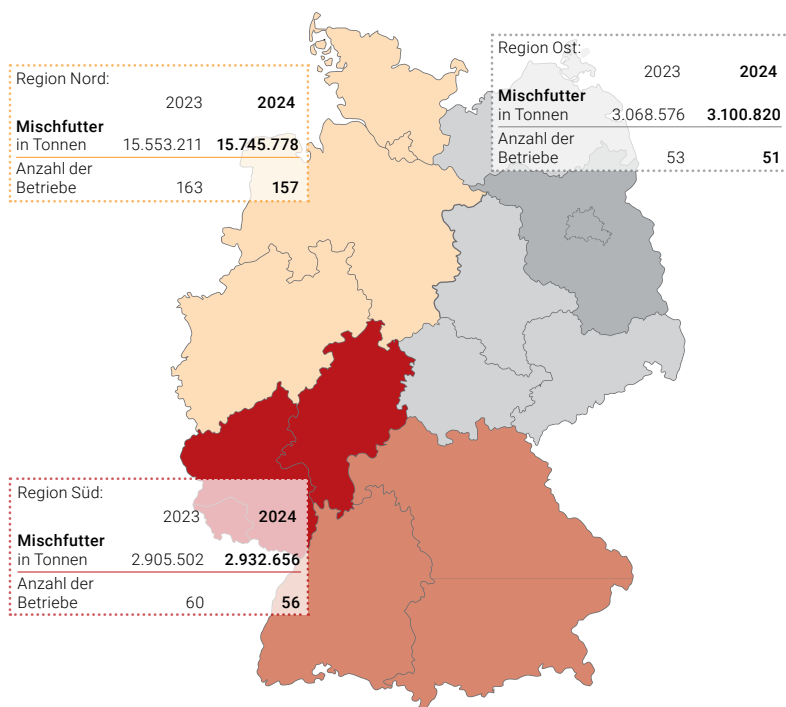 Region Nord:
2023 2024
Mischfutter
in Tonnen 15.553.211 15.745.778
Anzahl der
Betriebe 163 157
Region Ost:
2023 2024
Mischfutter
in Tonnen 3.068.576 3.100.820
Anzahl der
Betriebe 53 51
Region Süd:
2023 2024
Mischfutter
in Tonnen 2.905.502 2.932.656
Anzahl der
Betriebe 60 56